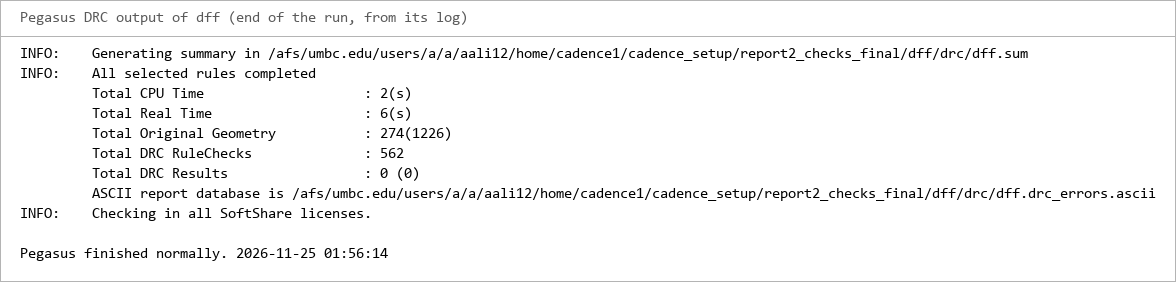 Pegasus DRC output of dff (end of the run, from its log)
INFO:    Generating summary in /afs/umbc.edu/users/a/a/aali12/home/cadence1/cadence_setup/report2_checks_final/dff/drc/dff.sum
INFO:    All selected rules completed
         Total CPU Time                    : 2(s)
         Total Real Time                   : 6(s)
         Total Original Geometry           : 274(1226)
         Total DRC RuleChecks              : 562
         Total DRC Results                 : 0 (0)
         ASCII report database is /afs/umbc.edu/users/a/a/aali12/home/cadence1/cadence_setup/report2_checks_final/dff/drc/dff.drc_errors.ascii
INFO:    Checking in all SoftShare licenses.
Pegasus finished normally. 2026-11-25 01:56:14